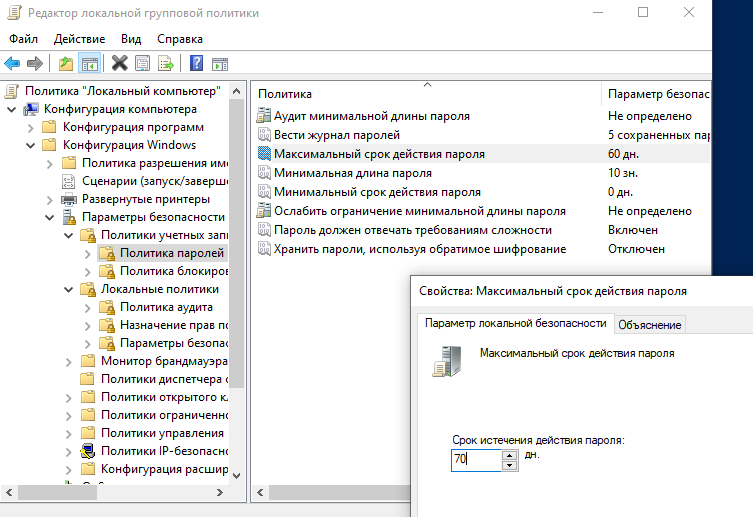 Редактор локальной групповой политики
Файл Действие Вид Справка
Политика "Локальный компьютер"
Конфигурация компьютера
Конфигурация программ
Конфигурация Windows
Политика разрешения име
Сценарии (запуск/заверше
Развернутые принтеры
Параметры безопасности
Политики учетных запи
Политика паролей
Политика блокиров
Локальные политики
Политика аудита
Назначение прав по
Параметры безопас
Монитор брандмауэра
Политики диспетчера с
Политики открытого кл
Политики ограниченно
Политики управления
Политики IP-безопасно
Конфигурация расшир
Политика Параметр безопас
Аудит минимальной длины пароля Не определено
Вести журнал паролей 5 сохраненных пар
Максимальный срок действия пароля 60 дн.
Минимальная длина пароля 10 зн.
Минимальный срок действия пароля 0 дн.
Ослабить ограничение минимальной длины пароля Не определено
Пароль должен отвечать требованиям сложности Включен
Хранить пароли, используя обратимое шифрование Отключен
Свойства: Максимальный срок действия пароля
Параметр локальной безопасности Объяснение
Максимальный срок действия пароля
Срок истечения действия пароля:
70 дн.